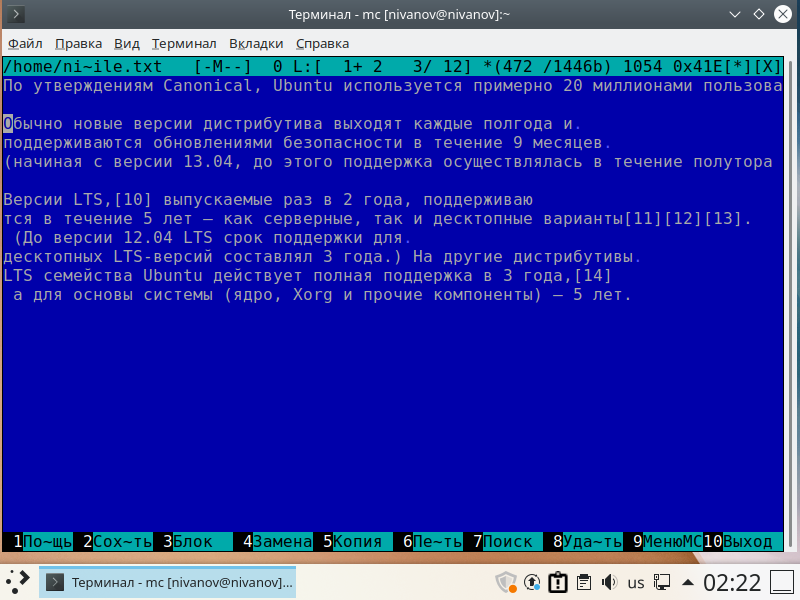 Терминал - mc [nivanov@nivanov]:~
Файл Правка Вид Терминал Вкладки Справка
/home/ni~ile.txt [-M--] 0 L:[ 1+ 2 3/ 12] *(472 /1446b) 1054 0x41E[*][X]
По утверждениям Canonical, Ubuntu используется примерно 20 миллионами пользова
Обычно новые версии дистрибутива выходят каждые полгода и.
поддерживаются обновлениями безопасности в течение 9 месяцев.
(начиная с версии 13.04, до этого поддержка осуществлялась в течение полутора
Версии LTS,[10] выпускаемые раз в 2 года, поддерживаю
тся в течение 5 лет — как серверные, так и десктопные варианты[11][12][13].
(До версии 12.04 LTS срок поддержки для.
десктопных LTS-версий составлял 3 года.) На другие дистрибутивы.
LTS семейства Ubuntu действует полная поддержка в 3 года,[14]
а для основы системы (ядро, Xorg и прочие компоненты) — 5 лет.
1По~щь 2Сох~ть 3Блок 4Замена 5Копия 6Пе~ть 7Поиск 8Уда~ть 9МенюMC 10Выход
Терминал - mc [nivanov@nivanov]... us 02:22